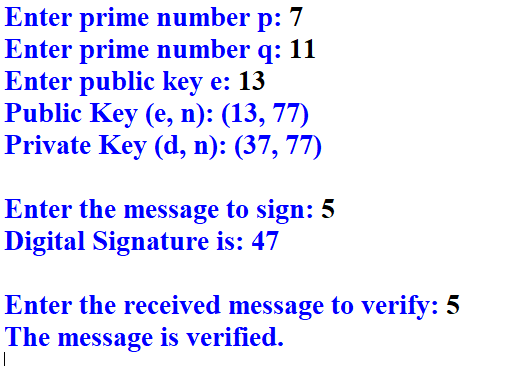 Enter prime number p: 7
Enter prime number q: 11
Enter public key e: 13
Public Key (e, n): (13, 77)
Private Key (d, n): (37, 77)
Enter the message to sign: 5
Digital Signature is: 47
Enter the received message to verify: 5
The message is verified.